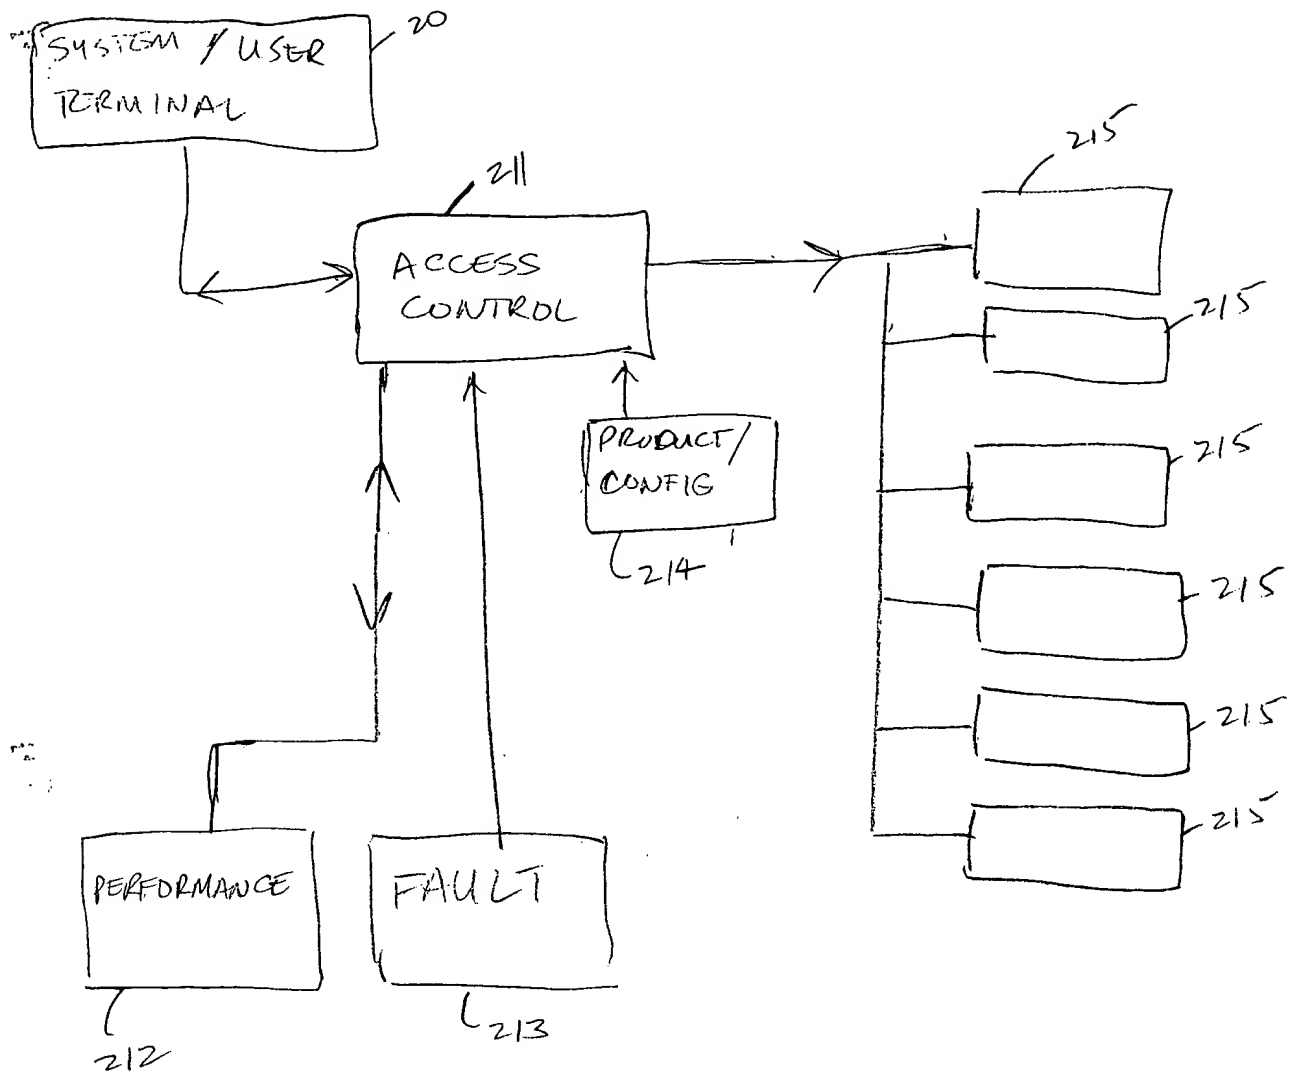 SYSTEM / USER
TERMINAL
20
211
ACCESS
CONTROL
215
215
215
215
215
215
PRODUCT/
CONFIG
214
PERFORMANCE
212
FAULT
213